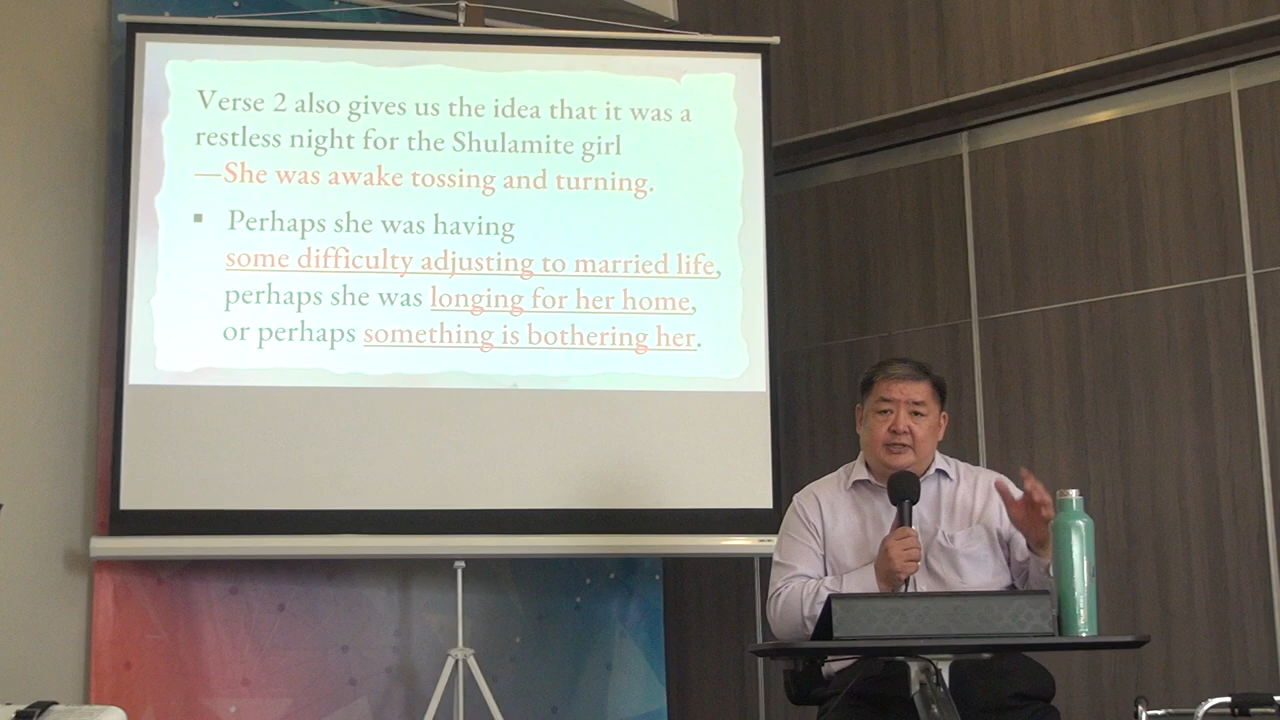 Verse 2 also gives us the idea that it was a
restless night for the Shulamite girl
—She was awake tossing and turning.
▪ Perhaps she was having
some difficulty adjusting to married life,
perhaps she was longing for her home,
or perhaps something is bothering her.